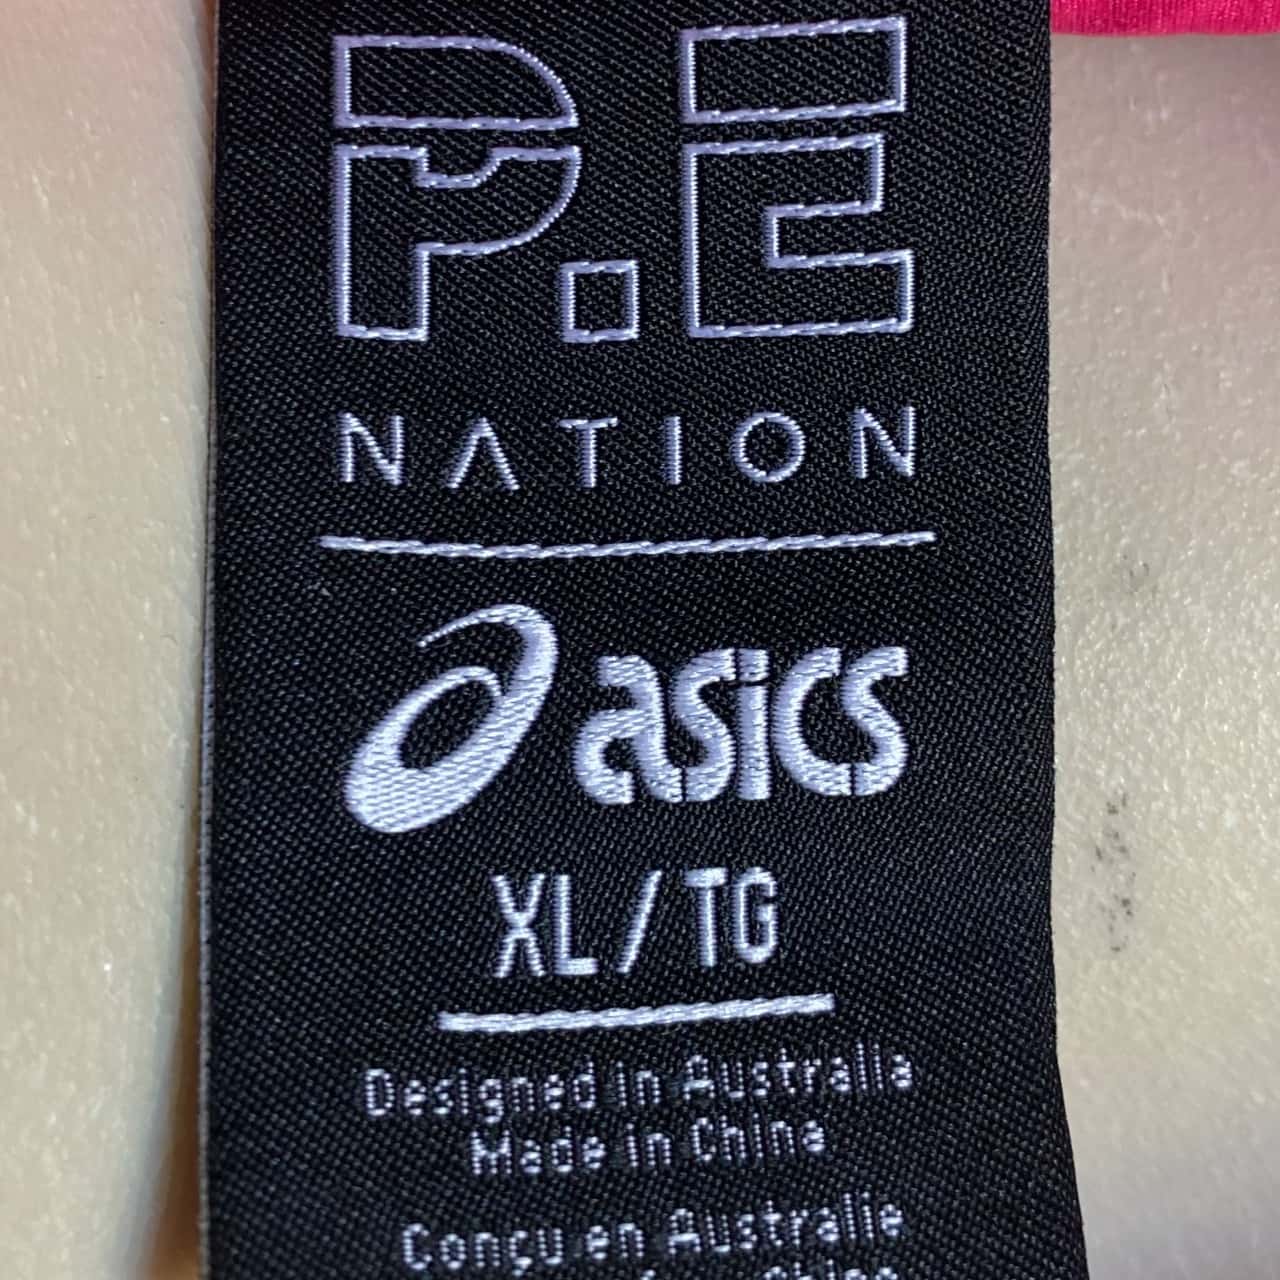 P.E
NATION
asics
XL / TG
Designed in Australia
Made in China
Conçu en Australie